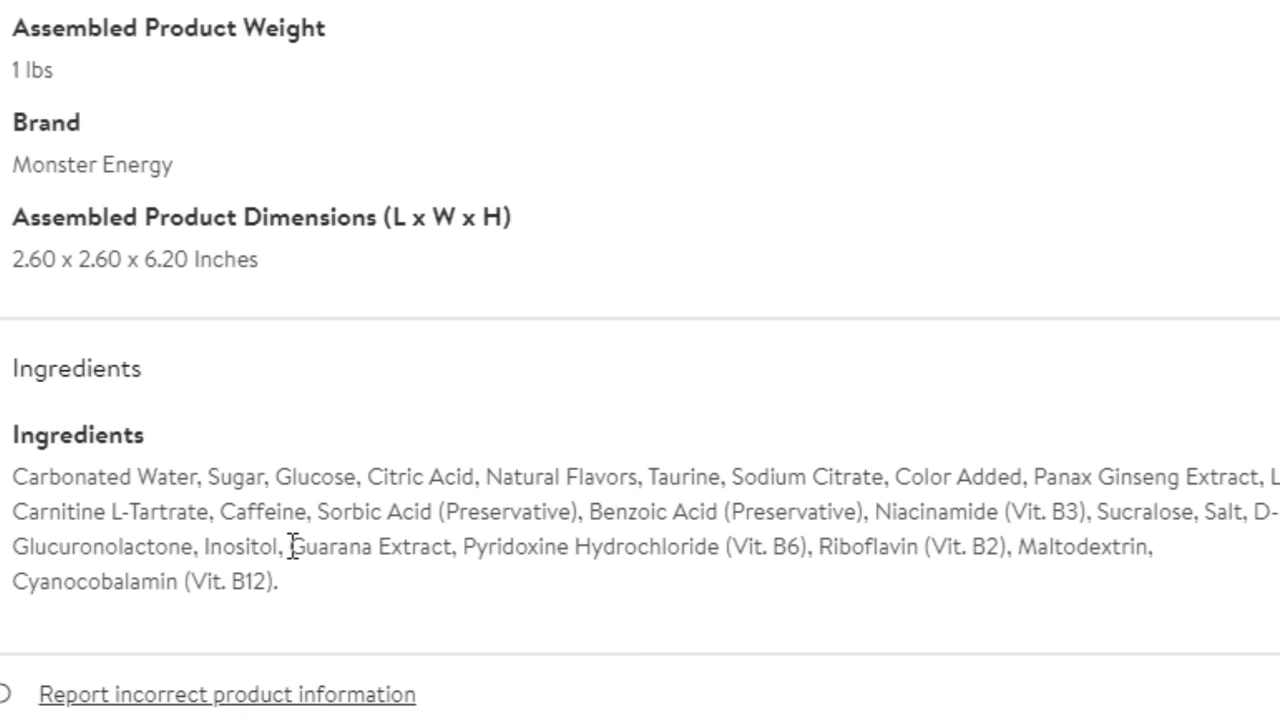 Assembled Product Weight
1 lbs
Brand
Monster Energy
Assembled Product Dimensions (L x W x H)
2.60 x 2.60 x 6.20 Inches
Ingredients
Ingredients
Carbonated Water, Sugar, Glucose, Citric Acid, Natural Flavors, Taurine, Sodium Citrate, Color Added, Panax Ginseng Extract, L
Carnitine L-Tartrate, Caffeine, Sorbic Acid (Preservative), Benzoic Acid (Preservative), Niacinamide (Vit. B3), Sucralose, Salt, D-
Glucuronolactone, Inositol, Guarana Extract, Pyridoxine Hydrochloride (Vit. B6), Riboflavin (Vit. B2), Maltodextrin,
Cyanocobalamin (Vit. B12).
Report incorrect product information